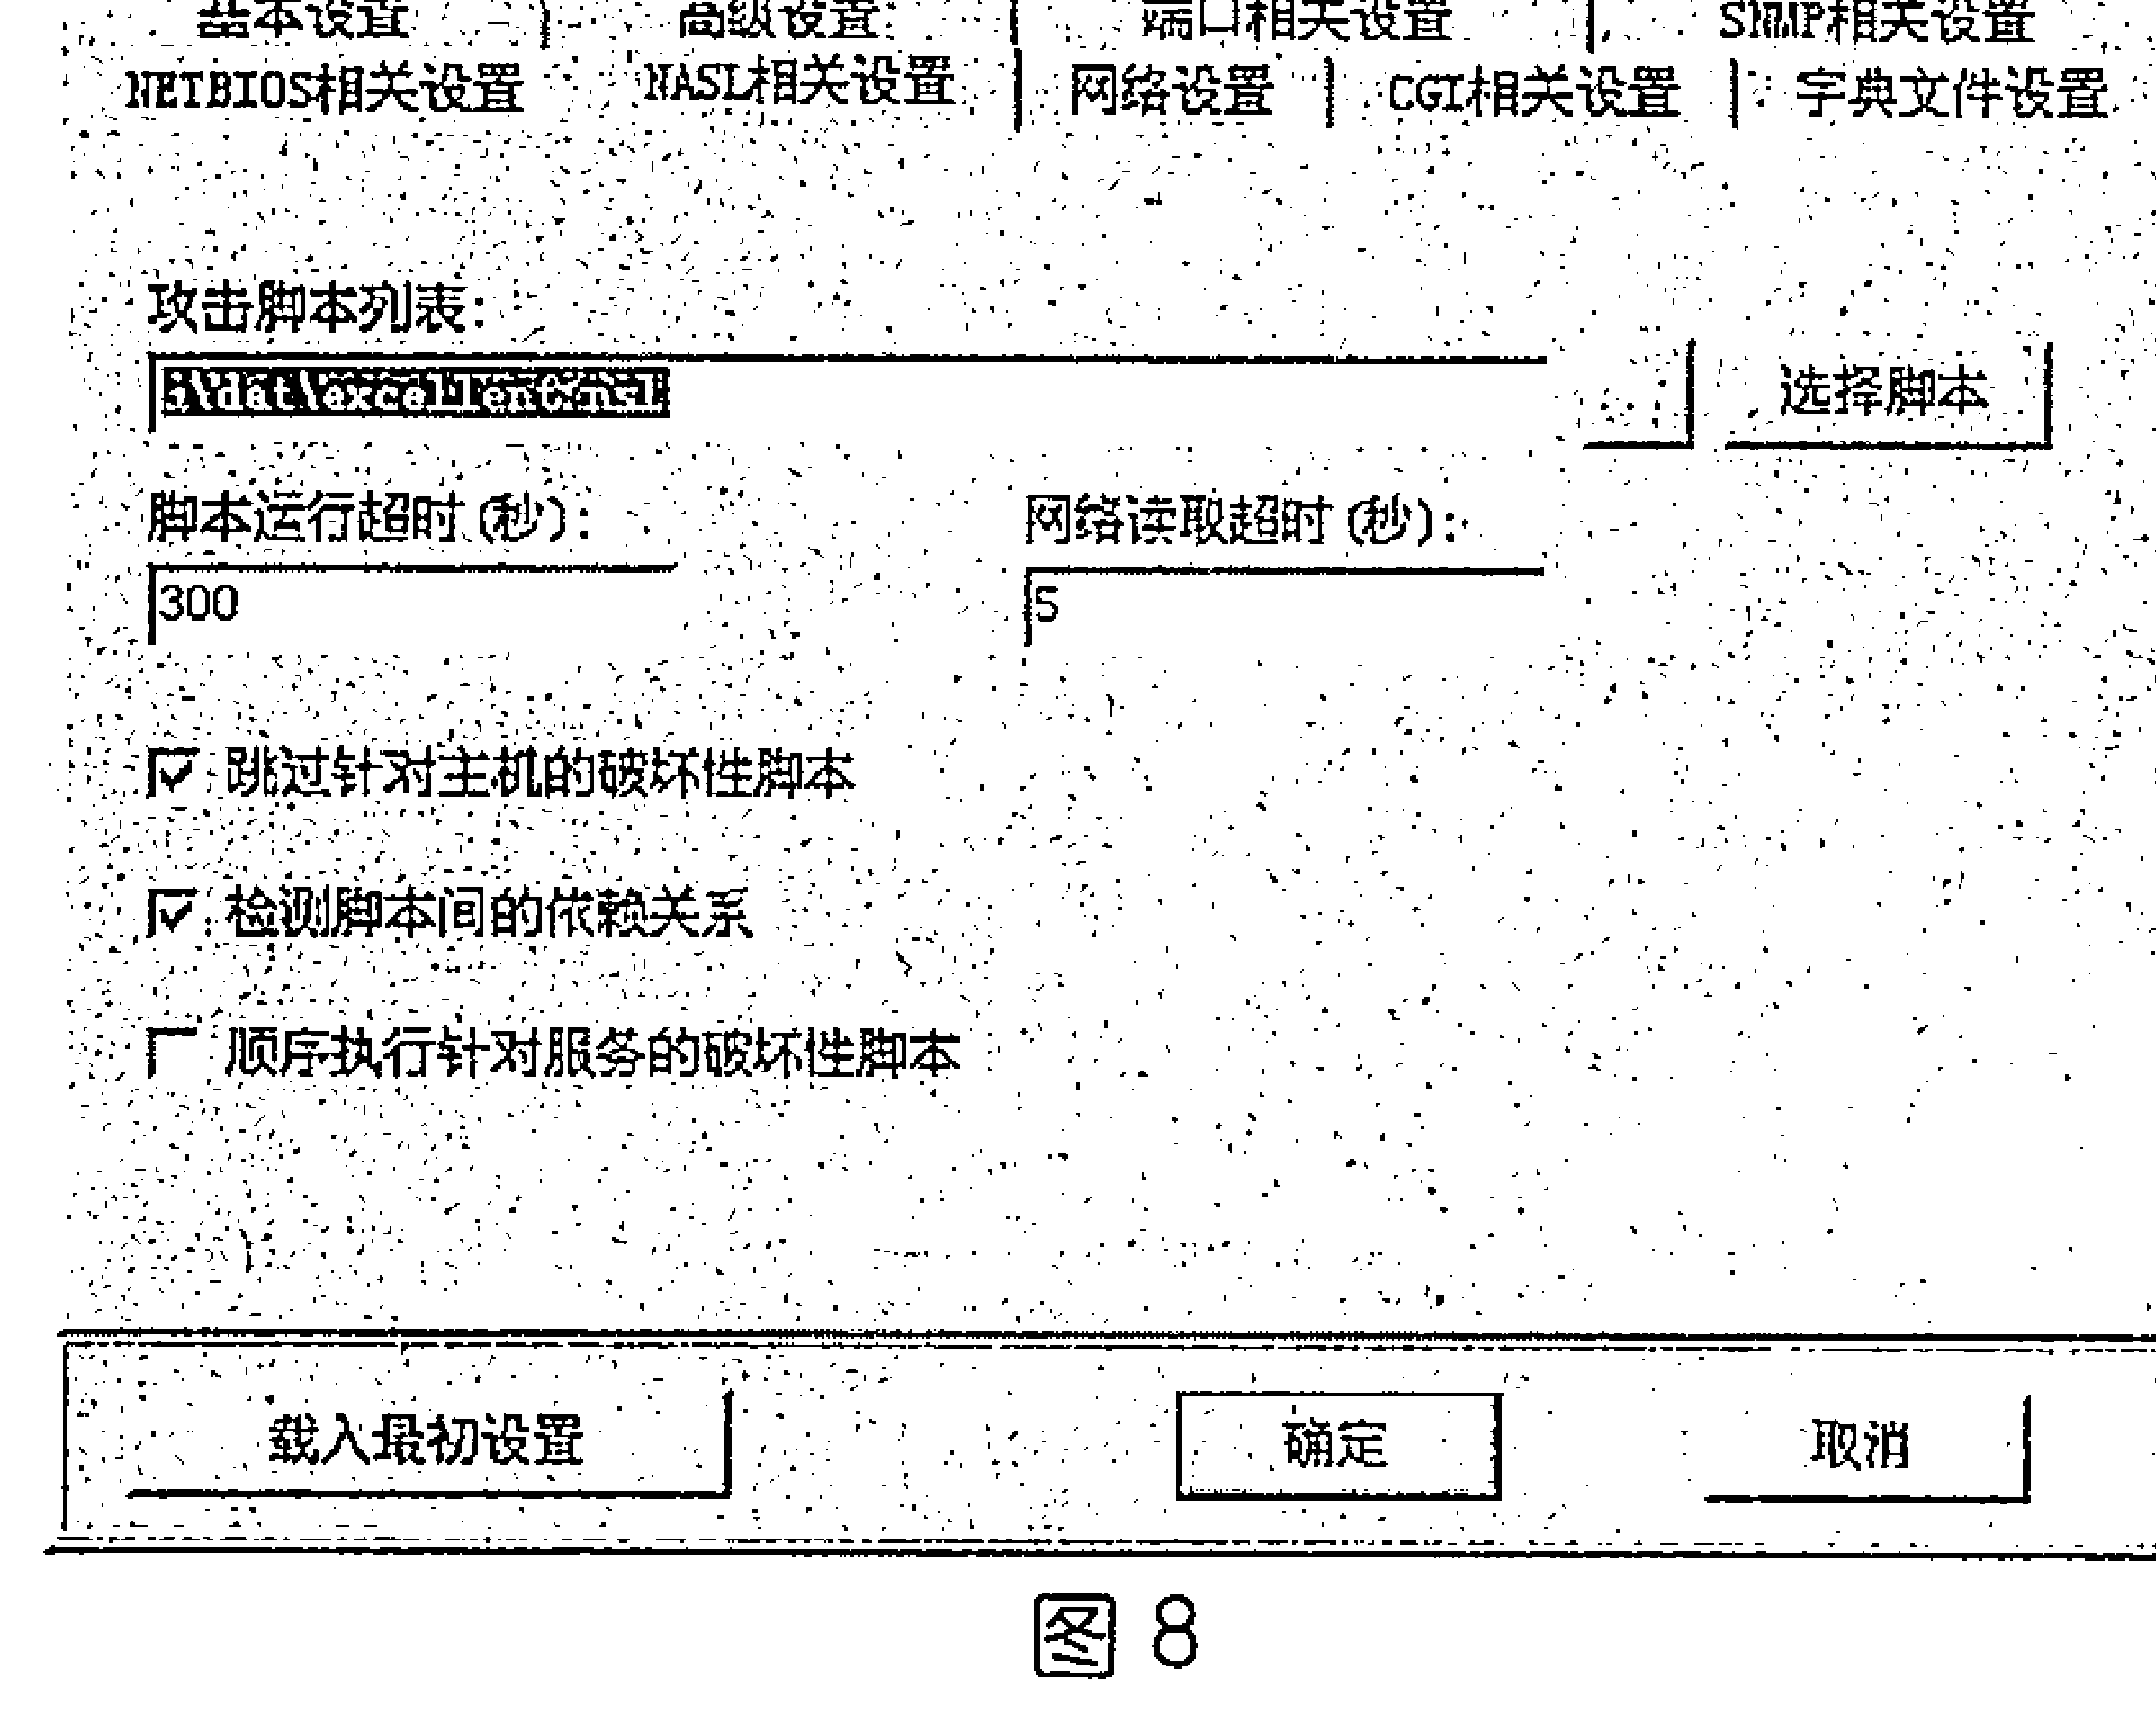 基本设置 高级设置 端口相关设置 SNMP相关设置
NETBIOS相关设置 NASL相关设置 网络设置 CGI相关设置 字典文件设置
攻击脚本列表:
选择脚本
脚本运行超时(秒): 网络读取超时(秒):
300 5
跳过针对主机的破坏性脚本
检测脚本间的依赖关系
顺序执行针对服务的破坏性脚本
载入最初设置 确定 取消
图 8